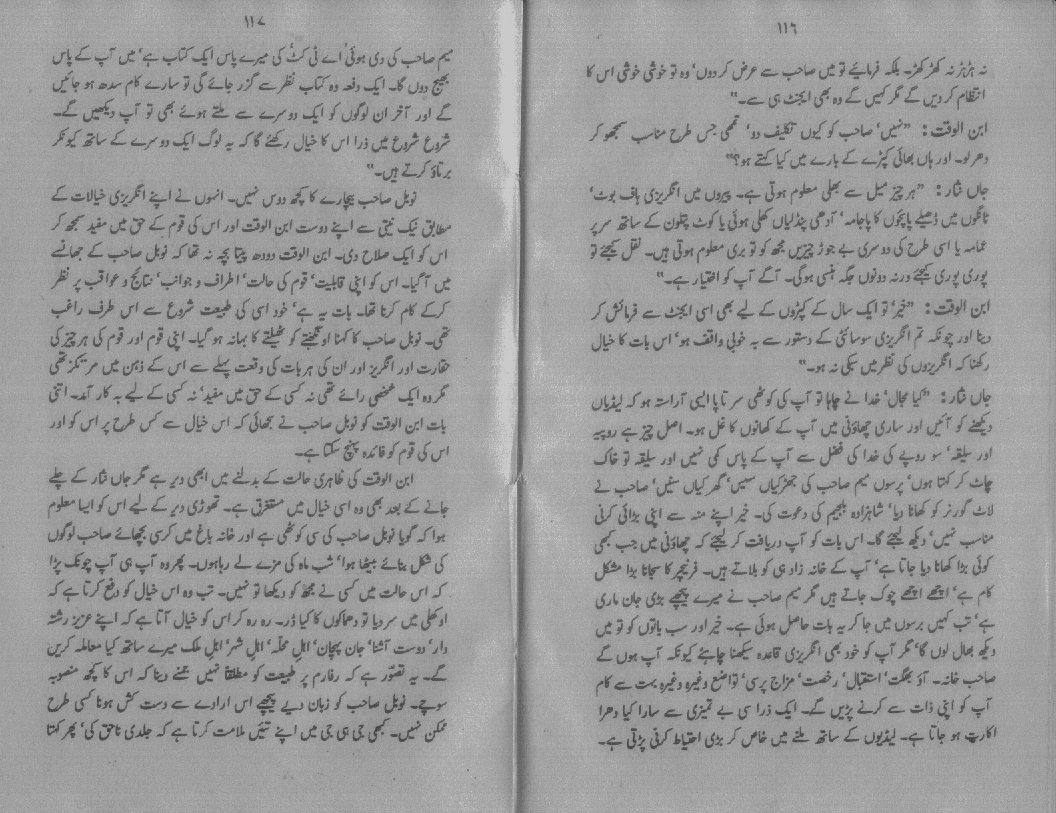 ۱۱۶
نہ ہڑہڑ نہ کھڑ کھڑ۔ بلکہ فرمائیے تو میں صاحب سے عرض کر دوں‘ وہ تو خوشی خوشی اس کا
انتظام کر دیں گے مگر کہیں گے وہ بھی ایجنٹ ہی سے۔"
ابن الوقت: "نہیں‘ صاحب کو کیوں تکلیف دو‘ تمھی جس طرح مناسب سمجھو کر
دھر لو۔ اور ہاں بھائی کپڑے کے بارے میں کیا کہتے ہو؟"
جاں نثار: "ہر چیز میل سے بھلی معلوم ہوتی ہے۔ پیروں میں انگریزی ہاف بوٹ‘
ٹانگوں میں ڈھیلے پائچوں کا پاجامہ‘ آدھی پنڈلیاں کھلی ہوئی یا کوٹ پتلون کے ساتھ سر پر
عمامہ یا اسی طرح کی دوسری بے جوڑ چیزیں مجھ کو تو بری معلوم ہوتی ہیں۔ نقل کیجئے تو
پوری پوری کیجئے ورنہ دونوں جگہ ہنسی ہو گی۔ آگے آپ کو اختیار ہے۔"
ابن الوقت: "خیر‘ تو ایک سال کے کپڑوں کے لیے بھی اسی ایجنٹ سے فرمائش کر
دینا اور چونکہ تم انگریزی سوسائٹی کے دستور سے بہ خوبی واقف ہو‘ اس بات کا خیال
رکھنا کہ انگریزوں کی نظر میں سبکی نہ ہو۔"
جاں نثار: "کیا مجال‘ خدا نے چاہا تو آپ کی کوٹھی سر تا پا ایسی آراستہ ہو کہ لیڈیاں
دیکھنے کو آئیں اور ساری چھاؤنی میں آپ کے کھانوں کا غل ہو۔ اصل چیز ہے روپیہ
اور سلیقہ‘ سو روپے کی خدا کی فضل سے آپ کے پاس کمی نہیں اور سلیقہ تو خاک
چاٹ کر کہتا ہوں‘ برسوں میم صاحب کی جھڑکیاں سہیں‘ گھرکیاں سنیں‘ صاحب نے
لاٹ گورنر کو کھانا دیا‘ شاہزادہ بلجیم کی دعوت کی۔ خیر اپنے منہ سے اپنی بڑائی کرنی
مناسب نہیں‘ دیکھ لیجئے گا۔ اس بات کو آپ دریافت کر لیجئے کہ چھاؤنی میں جب کبھی
کوئی بڑا کھانا دیا جاتا ہے‘ آپ کے خانہ زاد ہی کو بلاتے ہیں۔ فرنیچر کا سجانا بڑا مشکل
کام ہے‘ اچھے اچھے چوک جاتے ہیں مگر میم صاحب نے میرے پیچھے بڑی جان ماری
ہے‘ تب کہیں برسوں میں جا کر یہ بات حاصل ہوئی ہے۔ خیر اور سب باتوں کو تو میں
دیکھ بھال لوں گا‘ مگر آپ کو خود بھی انگریزی قاعدہ سیکھنا چاہئے کیونکہ آپ ہوں گے
صاحب خانہ۔ آؤ بھگت‘ استقبال‘ رخصت‘ مزاج پرسی‘ تواضع وغیرہ وغیرہ بہت سے کام
آپ کو اپنی ذات سے کرنے پڑیں گے۔ ایک ذرا سی بے تمیزی سے سارا کیا دھرا
اکارت ہو جاتا ہے۔ لیڈیوں کے ساتھ ملنے میں خاص کر بڑی احتیاط کرنی پڑتی ہے۔
۱۱۷
میم صاحب کی دی ہوئی‘ اے ٹی کٹ‘ کی میرے پاس ایک کتاب ہے‘ میں آپ کے پاس
بھیج دوں گا۔ ایک دفعہ وہ کتاب نظر سے گزر جائے گی تو سارے کام سدھ ہو جائیں
گے اور آخر ان لوگوں کو ایک دوسرے سے ملتے ہوئے بھی تو آپ دیکھیں گے۔
شروع شروع میں ذرا اس کا خیال رکھئے گا کہ یہ لوگ ایک دوسرے کے ساتھ کیونکر
برتاؤ کرتے ہیں۔"
نوبل صاحب بیچارے کا کچھ دوس نہیں۔ انہوں نے اپنے انگریزی خیالات کے
مطابق نیک نیتی سے اپنے دوست ابن الوقت اور اس کی قوم کے حق میں مفید سمجھ کر
اس کو ایک صلاح دی۔ ابن الوقت دودھ پیتا بچہ نہ تھا کہ نوبل صاحب کے جھانسے
میں آ گیا۔ اس کو اپنی قابلیت‘ قوم کی حالت‘ اطراف و جوانب‘ نتائج و عواقب پر نظر
کر کے کام کرنا تھا۔ بات یہ ہے‘ خود اسی کی طبیعت شروع سے اس طرف راغب
تھی۔ نوبل صاحب کا کہنا اونگھتے کو ٹھیلتے کا بہانہ ہو گیا۔ اپنی قوم اور قوم کی ہر چیز کی
حقارت اور انگریز اور ان کی ہر بات کی وقعت پہلے سے اس کے ذہن میں مرتکز تھی
مگر وہ ایک شخصی رائے تھی نہ کسی کے حق میں مفید‘ نہ کسی کے لیے بہ کار آمد۔ اتنی
بات ابن الوقت کو نوبل صاحب نے سجھائی کہ اس خیال سے کس طرح پر اس کو اور
اس کی قوم کو فائدہ پہنچ سکتا ہے۔
ابن الوقت کی ظاہری حالت کے بدلنے میں ابھی دیر ہے مگر جاں نثار کے چلے
جانے کے بعد بھی وہ اسی خیال میں مستغرق ہے۔ تھوڑی دیر کے لیے اس کو ایسا معلوم
ہوا کہ گویا نوبل صاحب کی سی کوٹھی ہے اور خانہ باغ میں کرسی بچھائے صاحب لوگوں
کی شکل بنائے بیٹھا ہوا‘ شب ماہ کی مزے لے رہا ہوں۔ پھر وہ آپ ہی آپ چونک پڑا
کہ اس حالت میں کسی نے مجھ کو دیکھا تو نہیں۔ تب وہ اس خیال کو دفع کرتا ہے کہ
اوکھلی میں سر دیا تو دھماکوں کا کیا ڈر۔ رہ رہ کر اس کو خیال آتا ہے کہ اپنے عزیز رشتہ
دار‘ دوست آشنا‘ جان پہچان‘ اہل محلّہ‘ اہل شہر‘ اہل ملک میرے ساتھ کیا معاملہ کریں
گے۔ یہ تصوّر ہے کہ رفارم پر طبیعت کو مطلقاً نہیں جمنے دیتا کہ اس کا کچھ منصوبہ
سوچے۔ نوبل صاحب کو زبان دیے پیچھے اس ارادے سے دست کش ہونا کسی طرح
ممکن نہیں۔ کبھی جی ہی جی میں اپنے تئیں ملامت کرتا ہے کہ جلدی ناحق کی‘ پھر کہتا